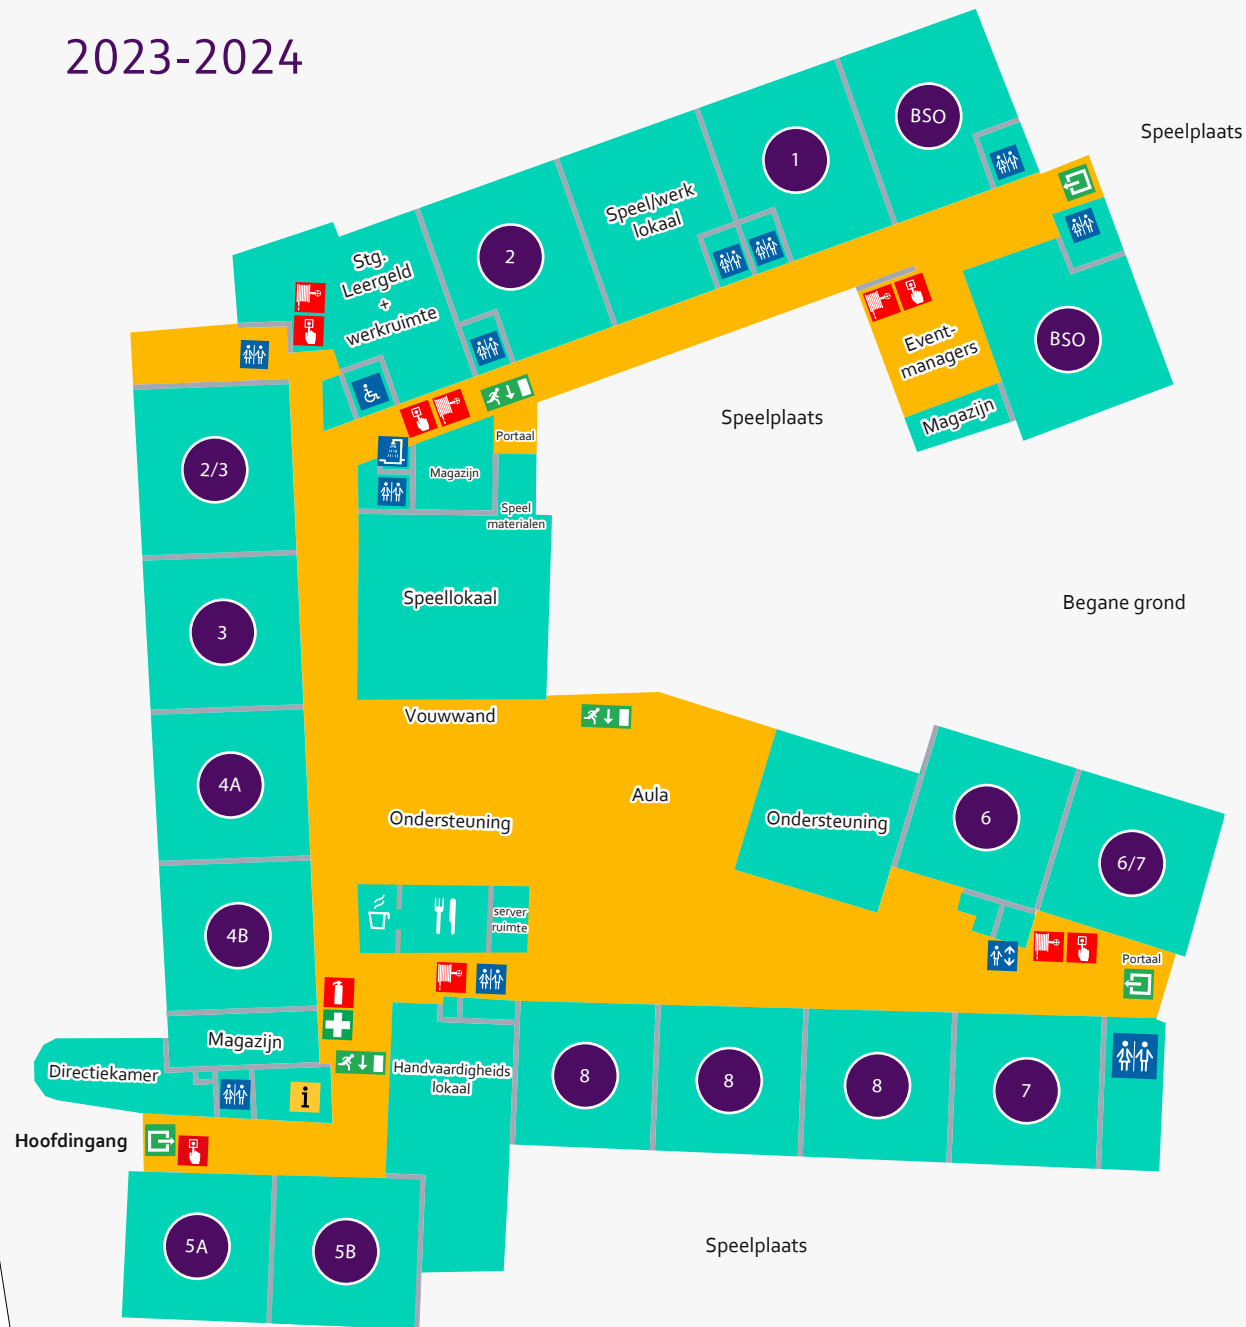 2023-2024
BSO
Speelplaats
1
Speel/werk
lokaal
2
Stg.
Leergeld
+
werkruimte
BSO
Event-
managers
Magazijn
Speelplaats
Portaal
Magazijn
2/3
Speel
materialen
Speellokaal
Begane grond
3
Vouwwand
4A
Aula
Ondersteuning
Ondersteuning
6
6/7
server
ruimte
4B
Portaal
Magazijn
Directiekamer
i
Handvaardigheids
lokaal
8
8
8
7
Hoofdingang
5A
5B
Speelplaats